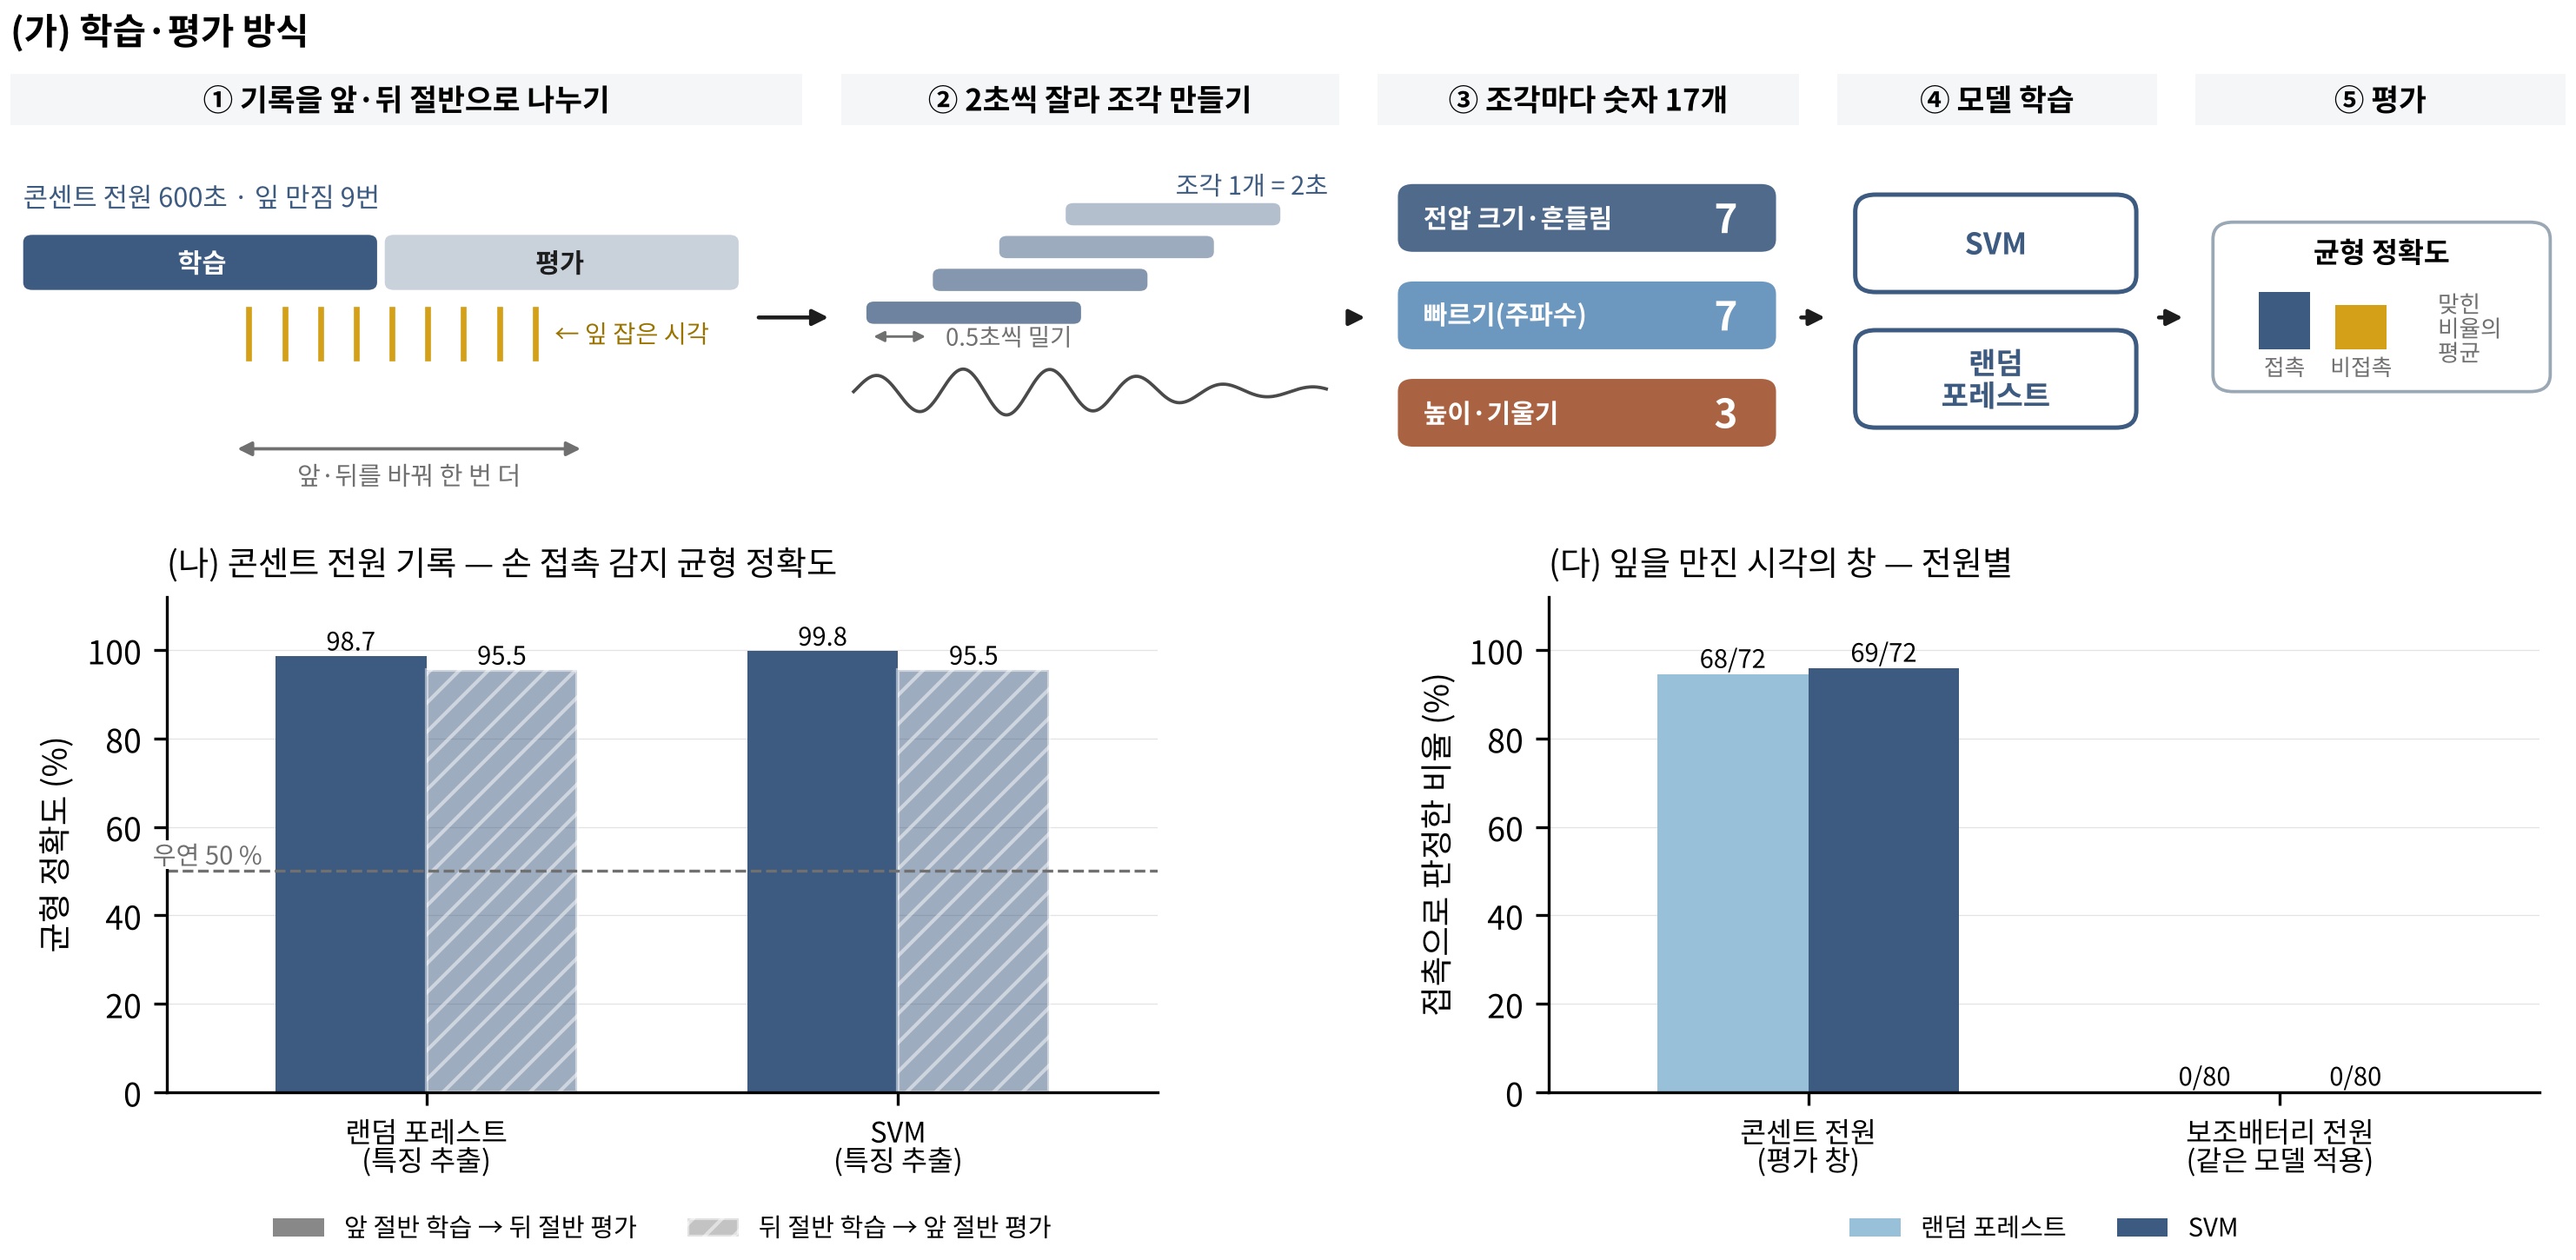 (가) 학습·평가 방식
① 기록을 앞·뒤 절반으로 나누기
② 2초씩 잘라 조각 만들기
③ 조각마다 숫자 17개
④ 모델 학습
⑤ 평가
콘센트 전원 600초 · 잎 만짐 9번
학습
평가
← 잎 잡은 시각
앞·뒤를 바꿔 한 번 더
조각 1개 = 2초
0.5초씩 밀기
전압 크기·흔들림 7
빠르기(주파수) 7
높이·기울기 3
SVM
랜덤
포레스트
균형 정확도
접촉
비접촉
맞힌
비율의
평균
(나) 콘센트 전원 기록 — 손 접촉 감지 균형 정확도
균형 정확도 (%)
100
80
60
40
20
0
우연 50 %
98.7
95.5
99.8
95.5
랜덤 포레스트
(특징 추출)
SVM
(특징 추출)
앞 절반 학습 → 뒤 절반 평가
뒤 절반 학습 → 앞 절반 평가
(다) 잎을 만진 시각의 창 — 전원별
접촉으로 판정한 비율 (%)
100
80
60
40
20
0
68/72
69/72
0/80
0/80
콘센트 전원
(평가 창)
보조배터리 전원
(같은 모델 적용)
랜덤 포레스트
SVM